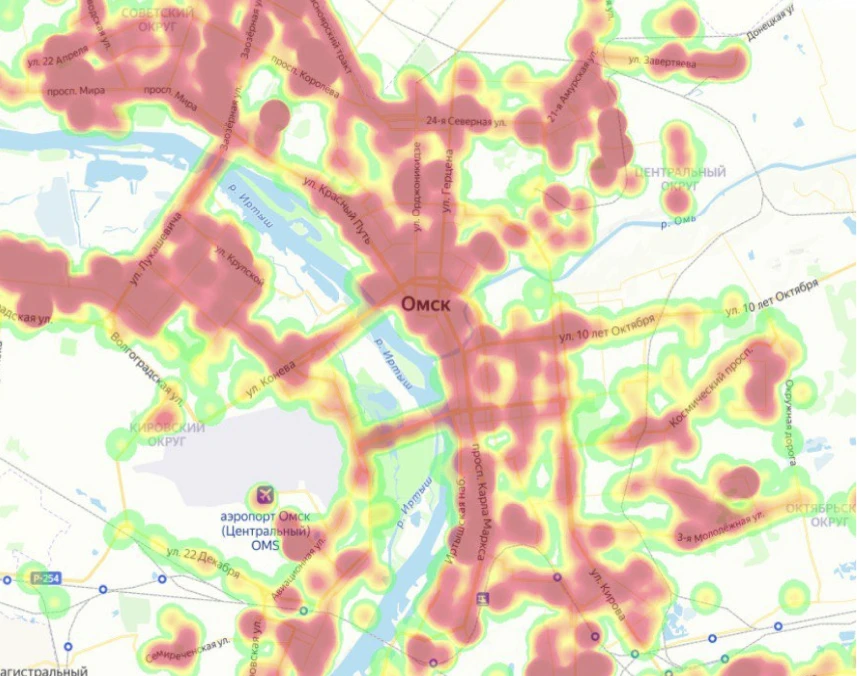 СОВЕТСКИЙ
ОКРУГ
Заозёрная ул.
Донецкая ул
ул. 22 Апреля
просп. Королёва
ул. Завертяева
просп. Мира
просп. Мира
21-я Амурская ул.
24-я Северная ул.
Заозёрная ул.
ЦЕНТРАЛЬНЫЙ
ОКРУГ
ул. Орджоникидзе
ул. Герцена
р. Иртыш
ул. Красный Путь
р. Омь
ул. Лукашевича
ул. Крупской
Омск
ул. 10 лет Октября
ул. 10 лет Октября
Волгоградская ул.
р. Иртыш
ул. Конева
Космический просп.
Окружная дорога
КИРОВСКИЙ
ОКРУГ
просп. Карла Маркса
Иртышская наб
р. Иртыш
аэропорт Омск
(Центральный)
OMS
ОКТЯБРЬСК
ОКРУГ
3-я Молодёжная ул.
ул. 22 Декабря
Авиационная ул.
Р-254
ул. Кирова
Семиреченская ул.
агистральный